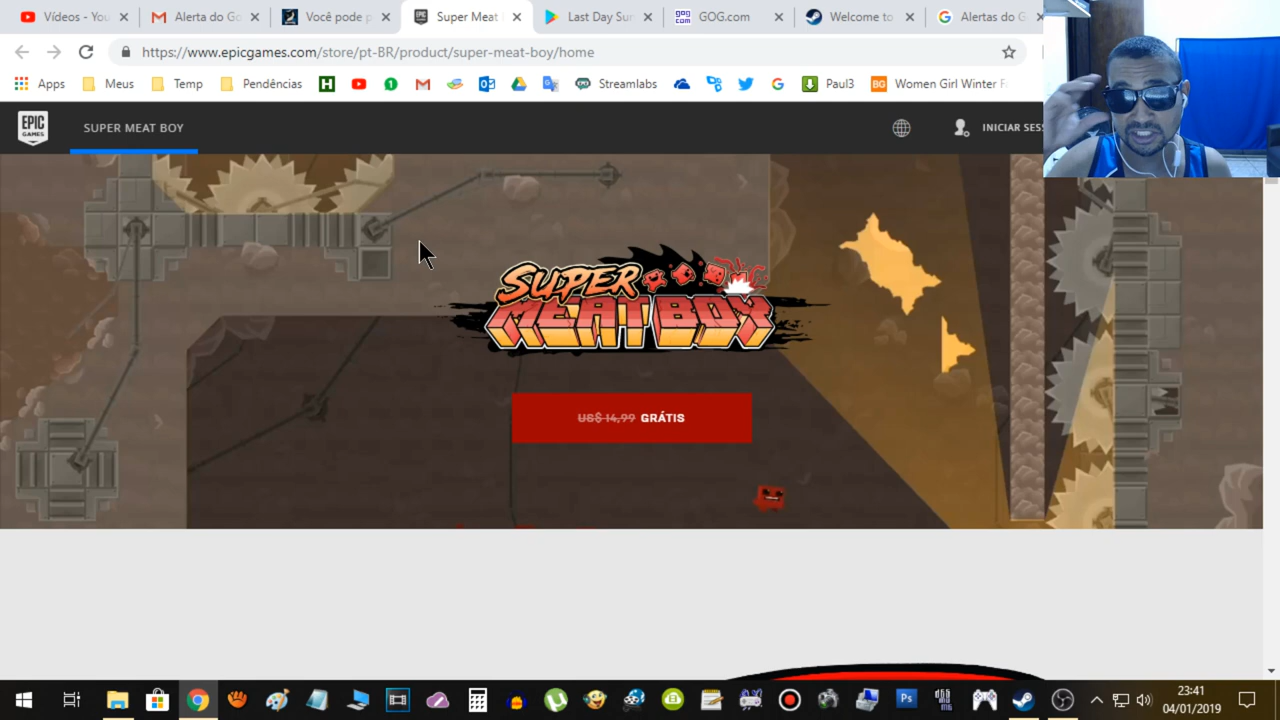 Vídeos - You
Alerta do Go
Você pode p
Super Meat
Last Day Sur
GOG.com
Welcome to
Alertas do G
https://www.epicgames.com/store/pt-BR/product/super-meat-boy/home
Apps
Meus
Temp
Pendências
Streamlabs
Paul3
Women Girl Winter F
EPIC GAMES
SUPER MEAT BOY
INICIAR SES
SUPER
MEAT BOY
US$ 14,99 GRÁTIS
23:41
04/01/2019